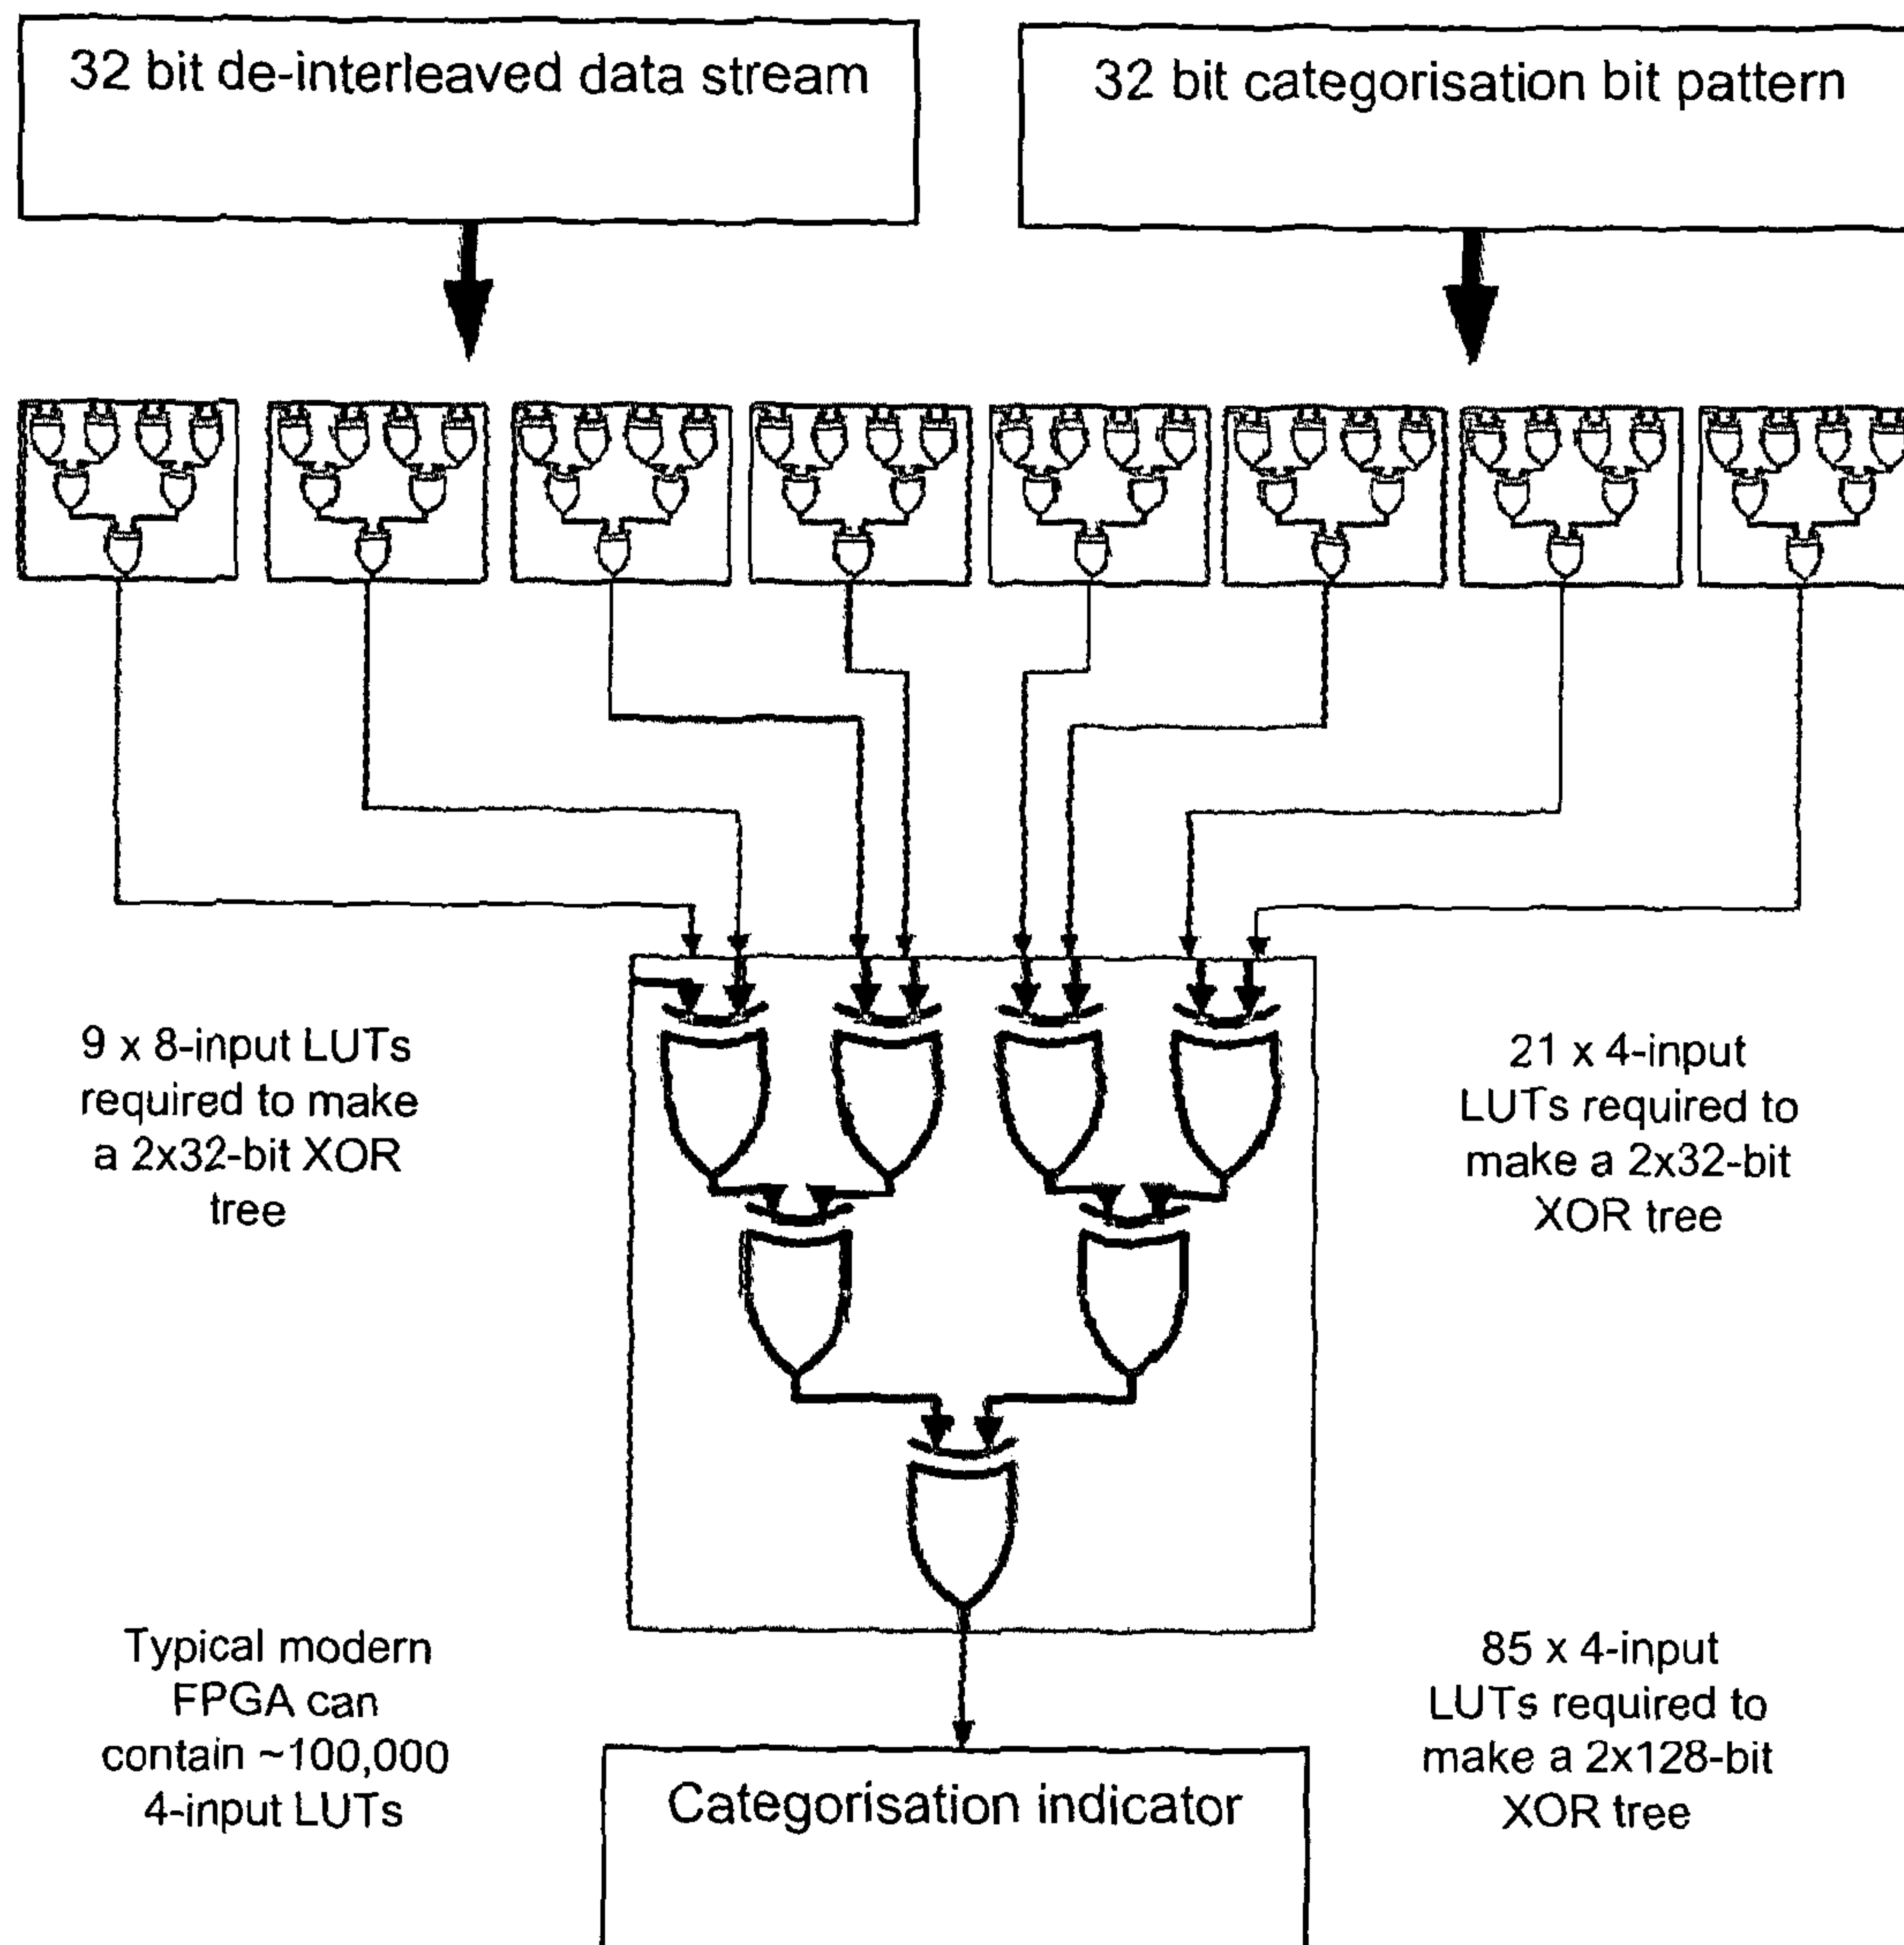 32 bit de-interleaved data stream
32 bit categorisation bit pattern
9 x 8-input LUTs
required to make
a 2x32-bit XOR
tree
21 x 4-input
LUTs required to
make a 2x32-bit
XOR tree
Typical modern
FPGA can
contain ~100,000
4-input LUTs
85 x 4-input
LUTs required to
make a 2x128-bit
XOR tree
Categorisation indicator